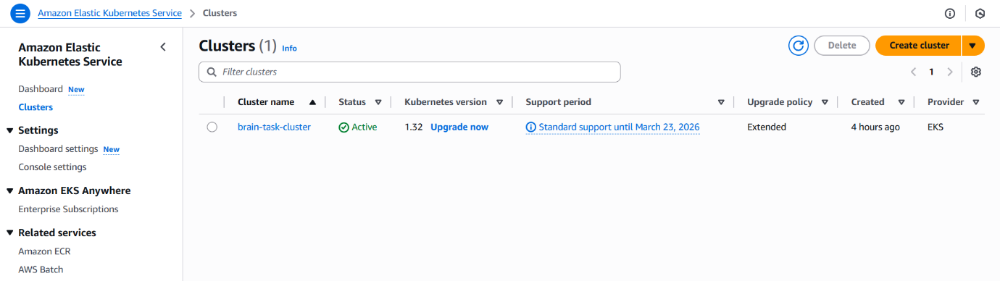 Amazon Elastic Kubernetes Service > Clusters
Amazon Elastic
Kubernetes Service
Dashboard New
Clusters
Settings
Dashboard settings New
Console settings
Amazon EKS Anywhere
Enterprise Subscriptions
Related services
Amazon ECR
AWS Batch
Clusters (1) Info
Delete
Create cluster
Filter clusters
1
Cluster name Status Kubernetes version Support period Upgrade policy Created Provider
brain-task-cluster Active 1.32 Upgrade now Standard support until March 23, 2026 Extended 4 hours ago EKS